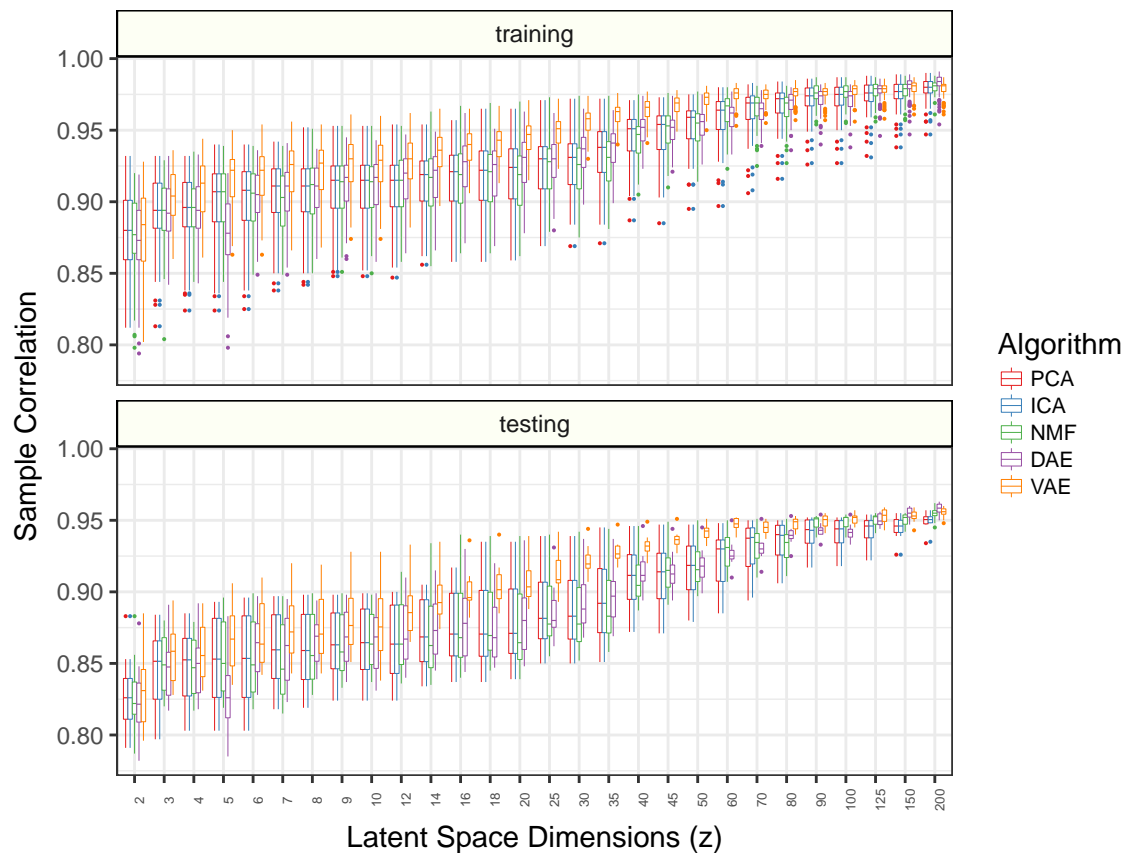 training
1.00
0.95
0.90
0.85
0.80
testing
1.00
0.95
0.90
0.85
0.80
Sample Correlation
2 3 4 5 6 7 8 9 10 12 14 16 18 20 25 30 35 40 45 50 60 70 80 90 100 125 150 200
Latent Space Dimensions (z)
Algorithm
PCA
ICA
NMF
DAE
VAE